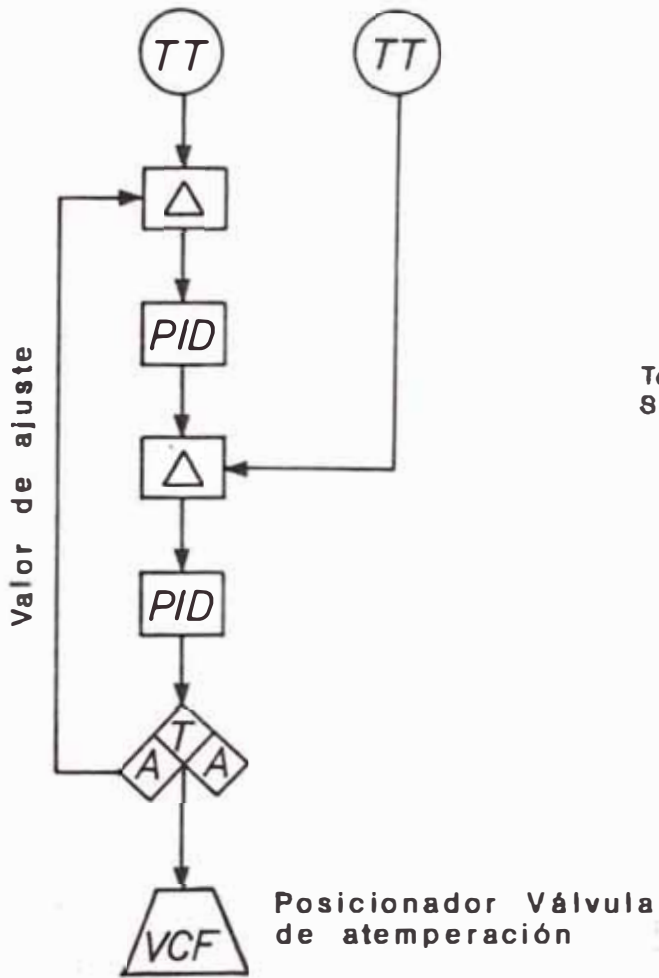 TT
TT
△
PID
△
PID
T
A
A
Valor de ajuste
VCF
Posicionador Válvula
de atemperación